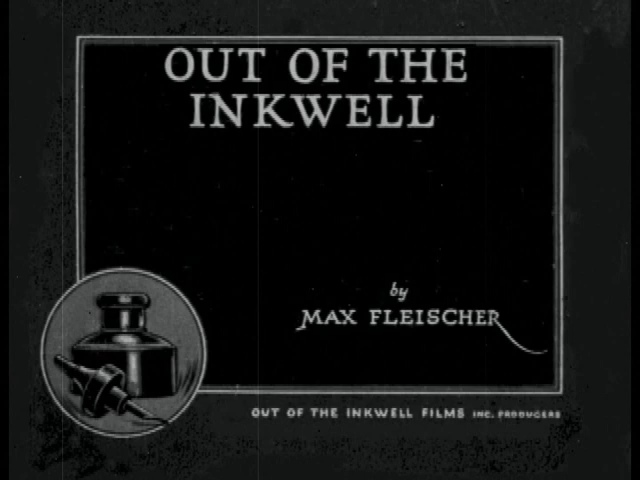 OUT OF THE
INKWELL
by
MAX FLEISCHER
OUT OF THE INKWELL FILMS INC. PRODUCERS